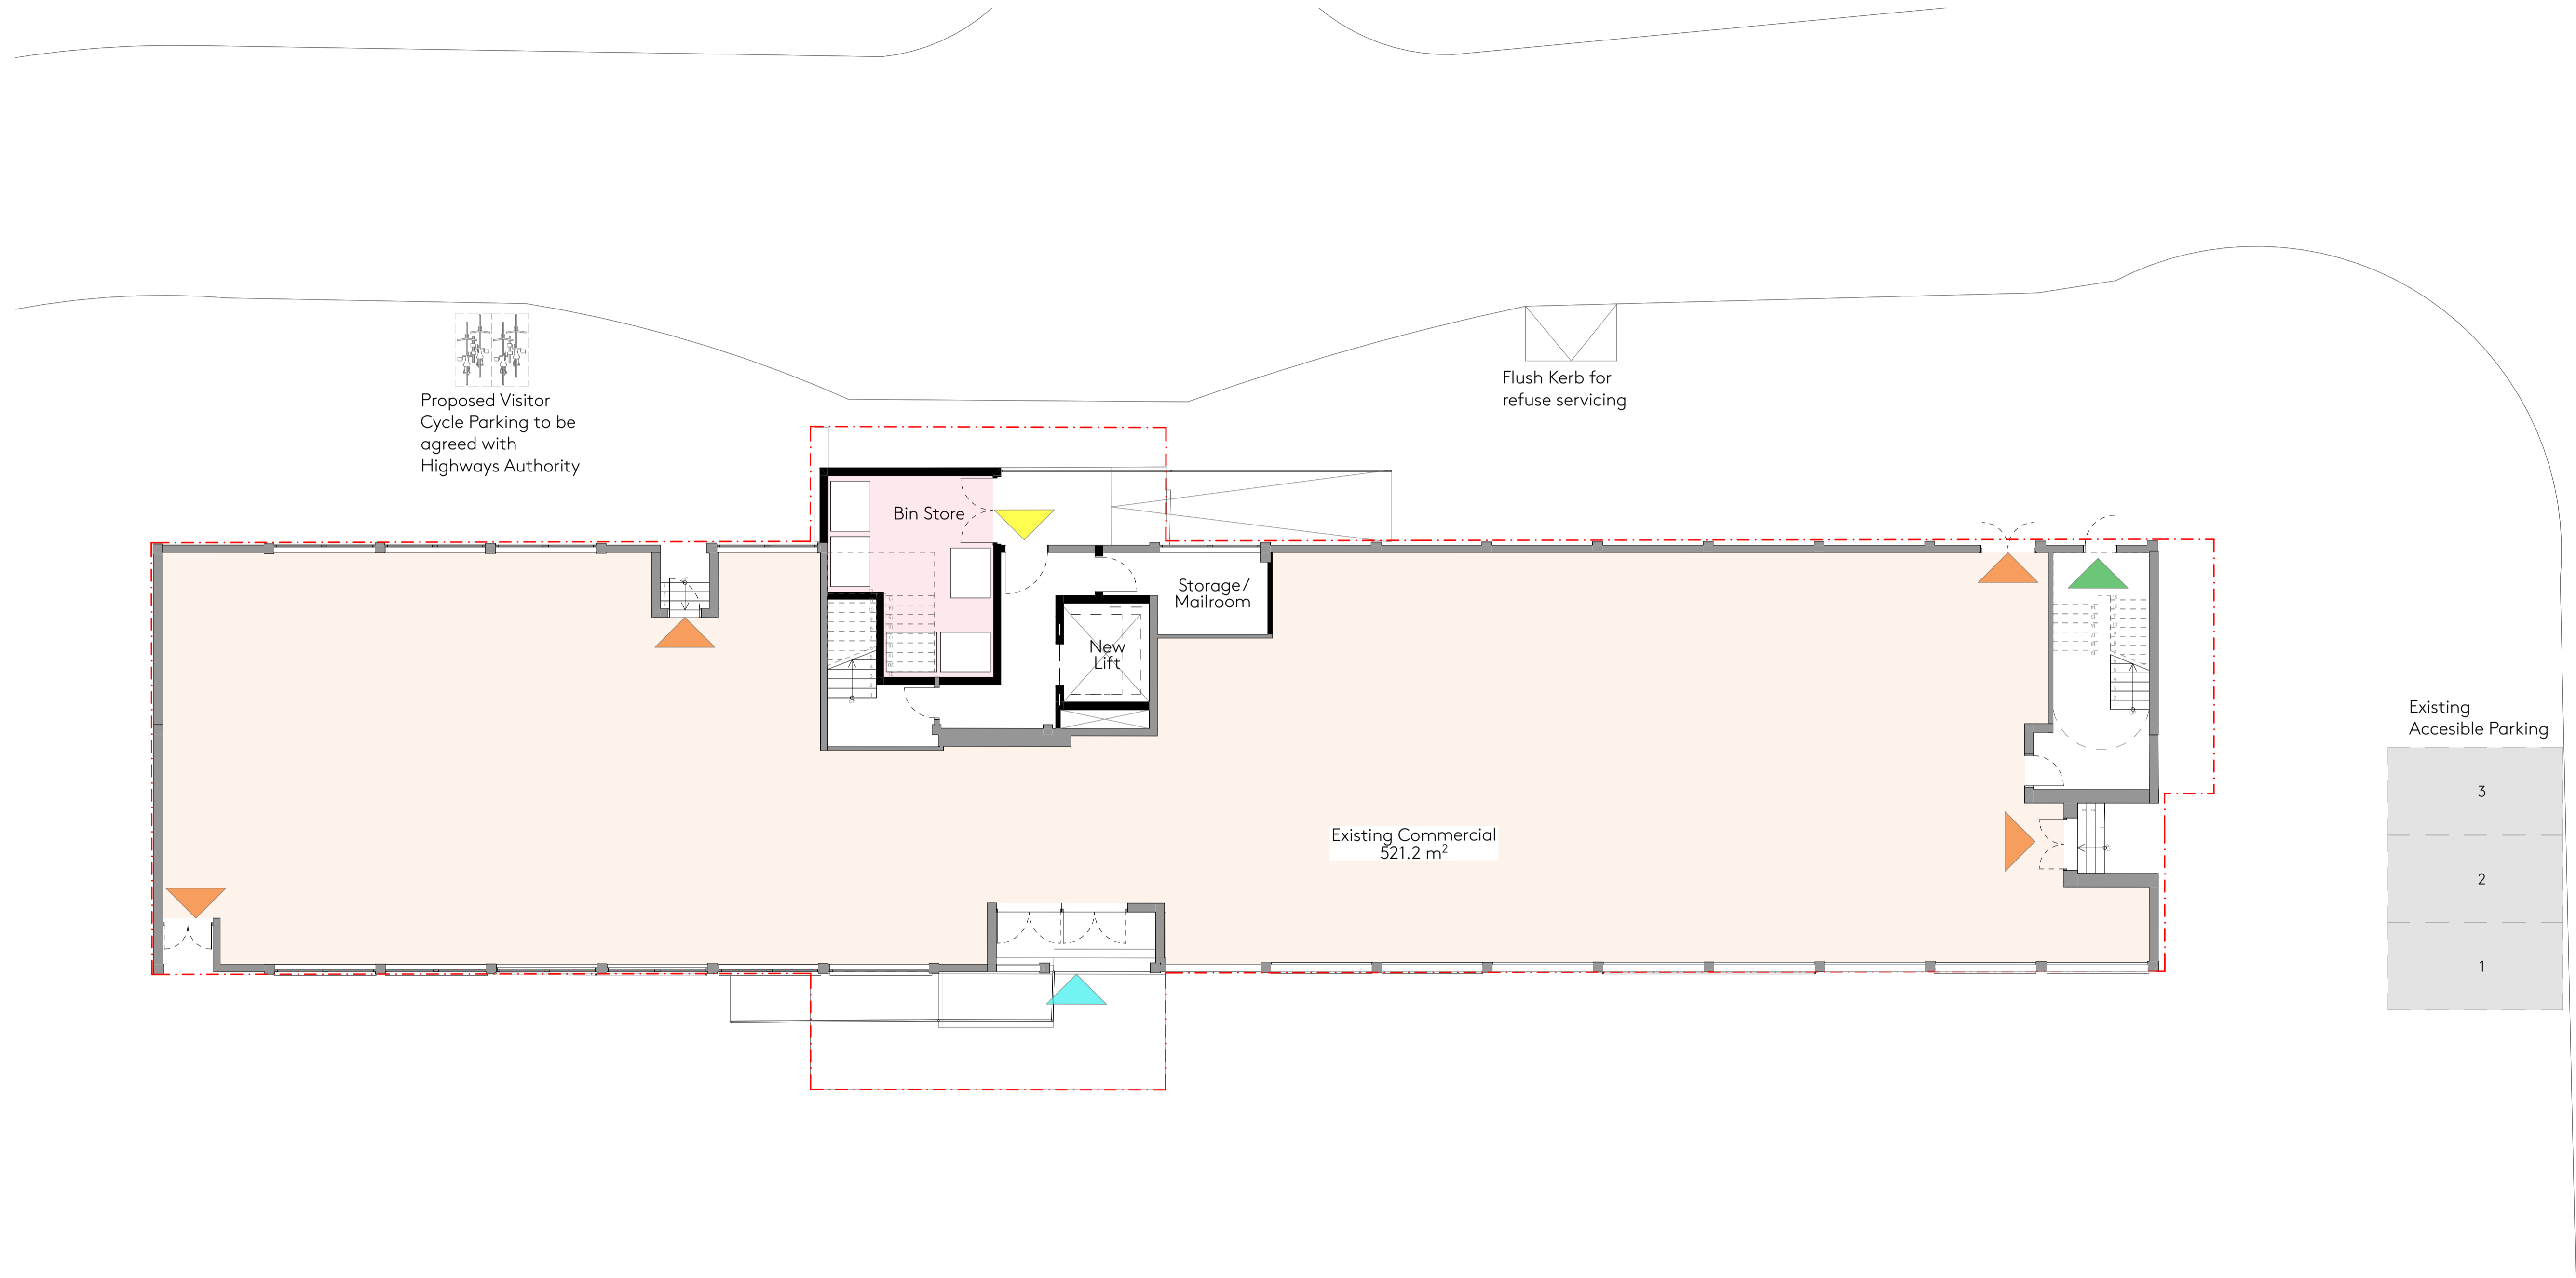 Proposed Visitor
Cycle Parking to be
agreed with
Highways Authority
Flush Kerb for
refuse servicing
Bin Store
Storage/
Mailroom
New
Lift
Existing Commercial
521.2 m²
Existing
Accesible Parking
3
2
1